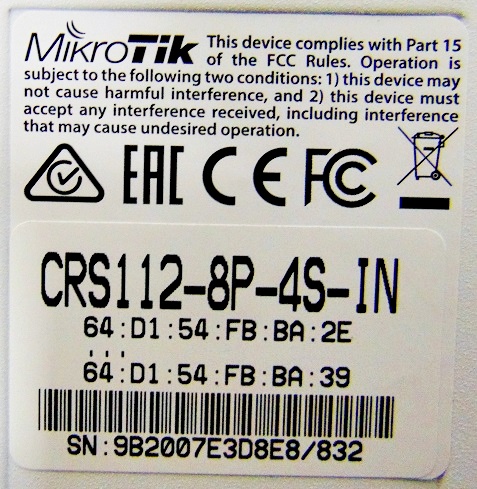 MikroTik This device complies with Part 15
of the FCC Rules. Operation is
subject to the following two conditions: 1) this device may
not cause harmful interference, and 2) this device must
accept any interference received, including interference
that may cause undesired operation.
EAC CE FC
CRS112-8P-4S-IN
64:D1:54:FB:BA:2E
...
64:D1:54:FB:BA:39
SN:9B2007E3D8E8/832